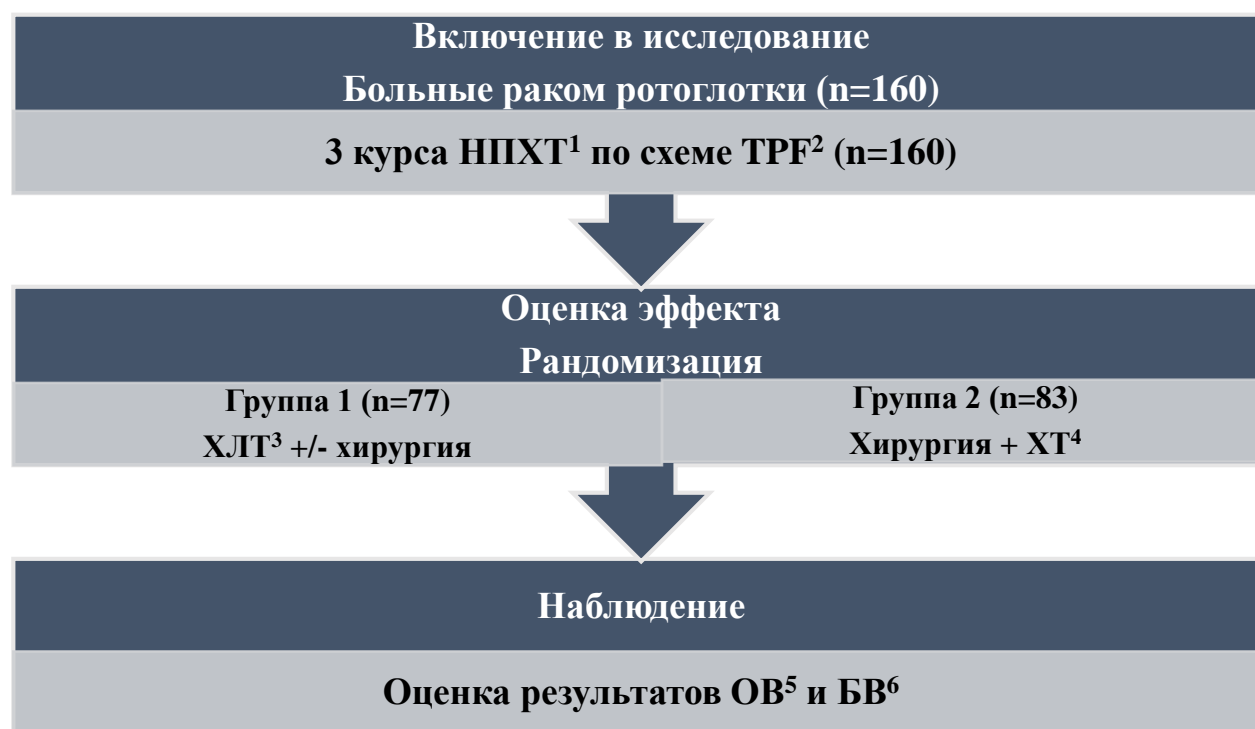 Включение в исследование
Больные раком ротоглотки (n=160)
3 курса НПХТ¹ по схеме TPF² (n=160)
Оценка эффекта
Рандомизация
Группа 1 (n=77)
ХЛТ³ +/- хирургия
Группа 2 (n=83)
Хирургия + ХТ⁴
Наблюдение
Оценка результатов ОВ⁵ и БВ⁶